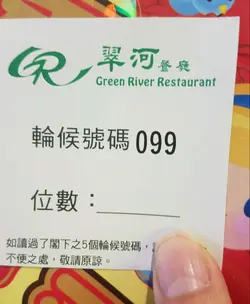 GR 翠河餐廳
Green River Restaurant
輪候號碼 099
位數：
如讀過了閣下之5個輪候號碼，
不便之處，敬請原諒。